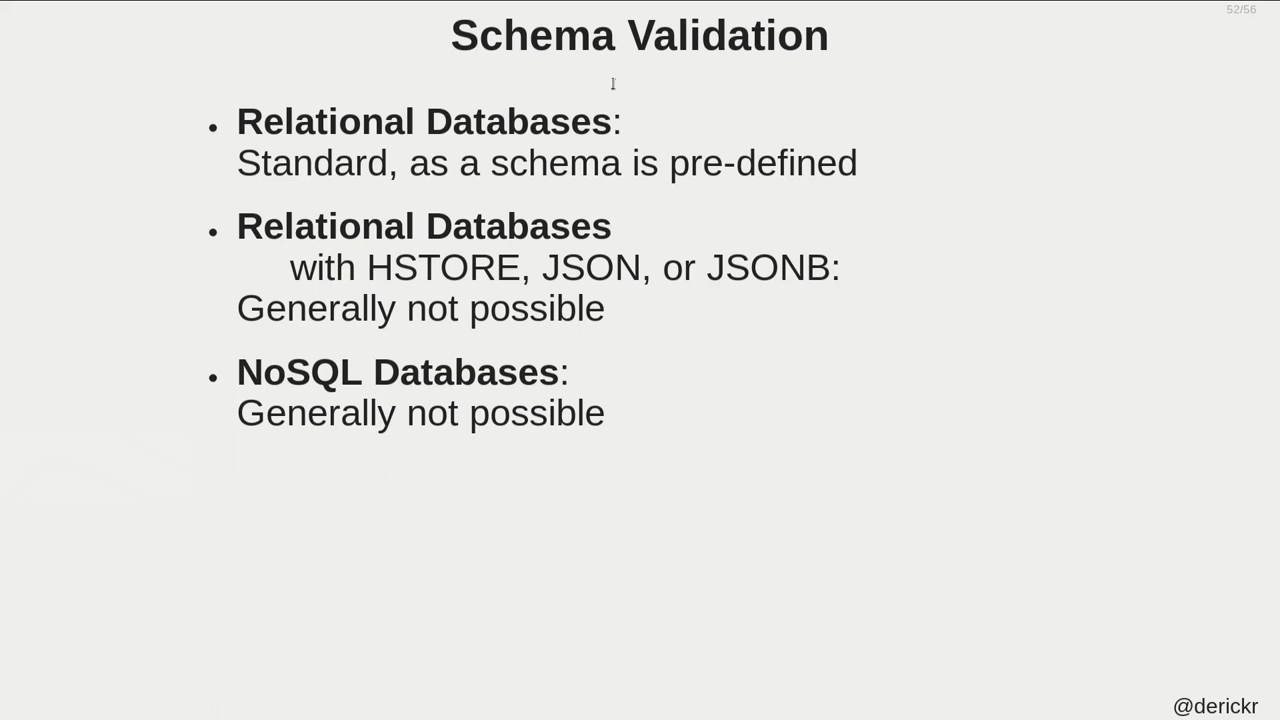 52/56
Schema Validation
• Relational Databases:
Standard, as a schema is pre-defined
• Relational Databases
with HSTORE, JSON, or JSONB:
Generally not possible
• NoSQL Databases:
Generally not possible
@derickr